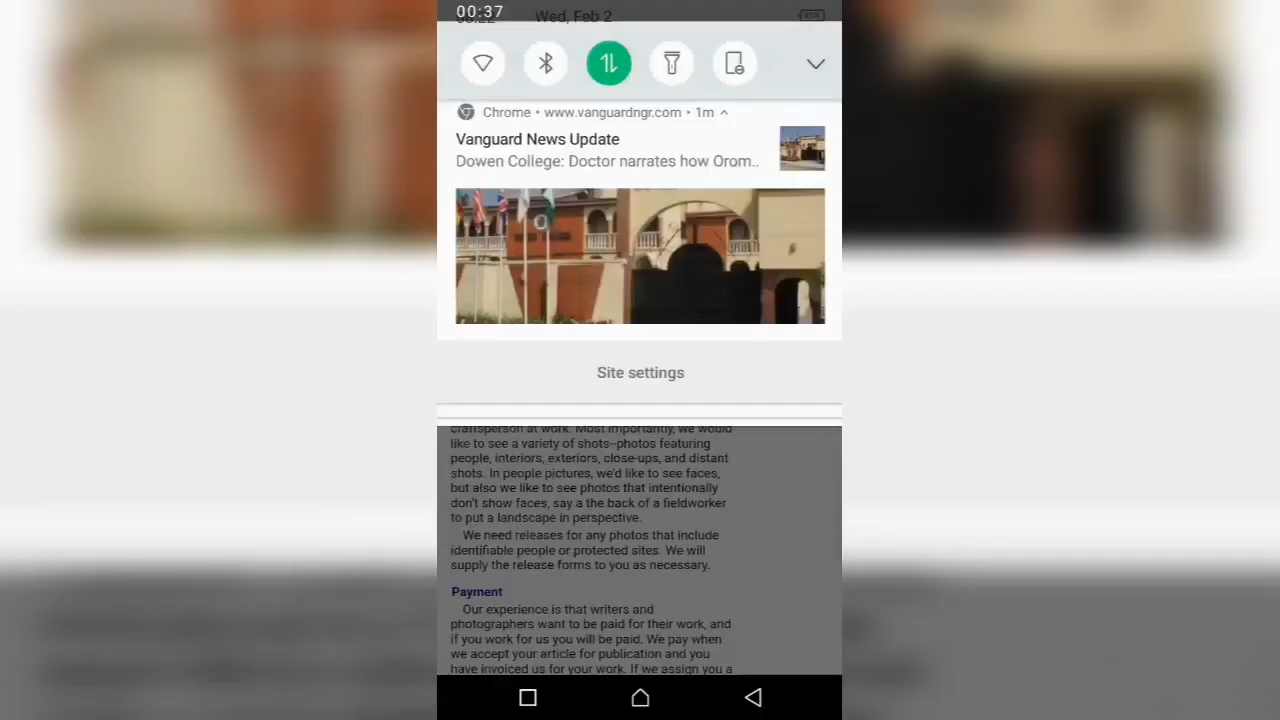 00:37
Wed, Feb 2
Chrome • www.vanguardngr.com • 1m
Vanguard News Update
Dowen College: Doctor narrates how Orom..
Site settings
craftsperson at work. Most importantly, we would
like to see a variety of shots--photos featuring
people, interiors, exteriors, close-ups, and distant
shots. In people pictures, we'd like to see faces,
but also we like to see photos that intentionally
don't show faces, say a the back of a fieldworker
to put a landscape in perspective.
We need releases for any photos that include
identifiable people or protected sites. We will
supply the release forms to you as necessary.
Payment
Our experience is that writers and
photographers want to be paid for their work, and
if you work for us you will be paid. We pay when
we accept your article for publication and you
have invoiced us for your work. If we assign you a